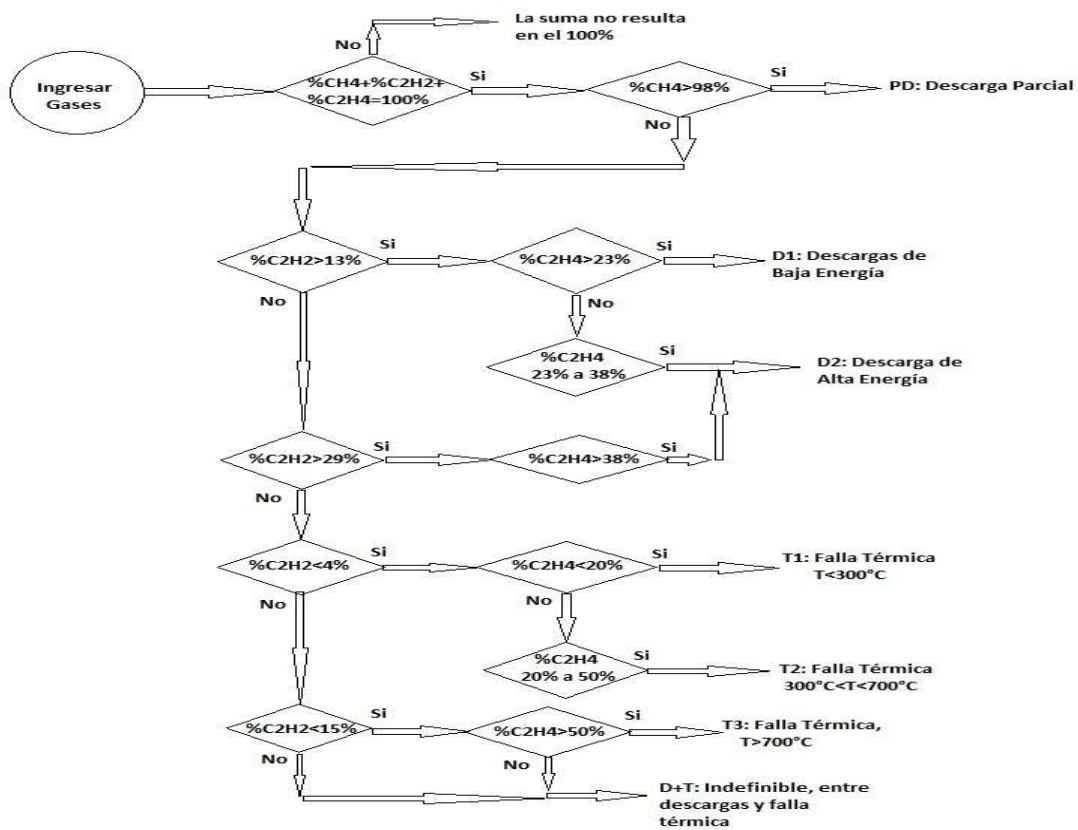 La suma no resulta
en el 100%
No
Ingresar
Gases
%CH4+%C2H2+
%C2H4=100%
Si
%CH4>98%
Si
PD: Descarga Parcial
No
%C2H2>13%
Si
%C2H4>23%
Si
D1: Descargas de
Baja Energía
No
No
%C2H4
23% a 38%
Si
D2: Descarga de
Alta Energía
%C2H2>29%
Si
%C2H4>38%
Si
No
%C2H2<4%
Si
%C2H4<20%
Si
T1: Falla Térmica
T<300°C
No
No
%C2H4
20% a 50%
Si
T2: Falla Térmica
300°C<T<700°C
%C2H2<15%
Si
%C2H4>50%
Si
T3: Falla Térmica,
T>700°C
No
No
D+T: Indefinible, entre
descargas y falla
térmica